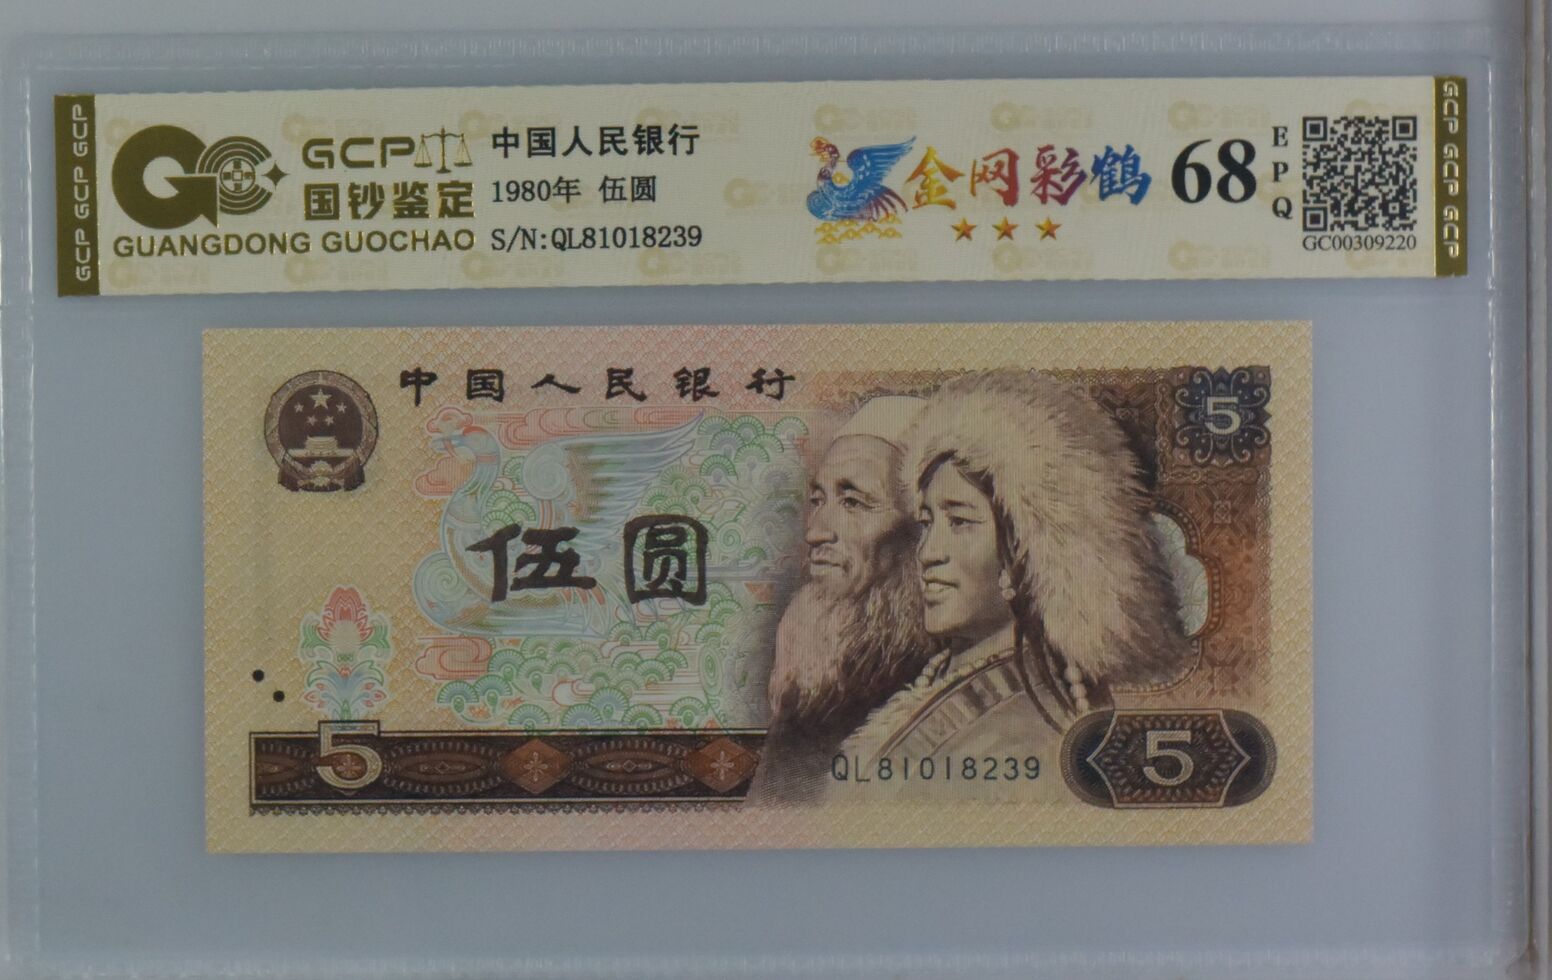 GCP GCP GCP
GCP
国钞鉴定
GUANGDONG GUOCHAO
中国人民银行
1980年 伍圆
S/N:QL81018239
金网彩鹤
★★★
68
EPQ
GC00309220
GCP GCP GCP
中国人民银行
5
伍圆
5
QL81018239
5